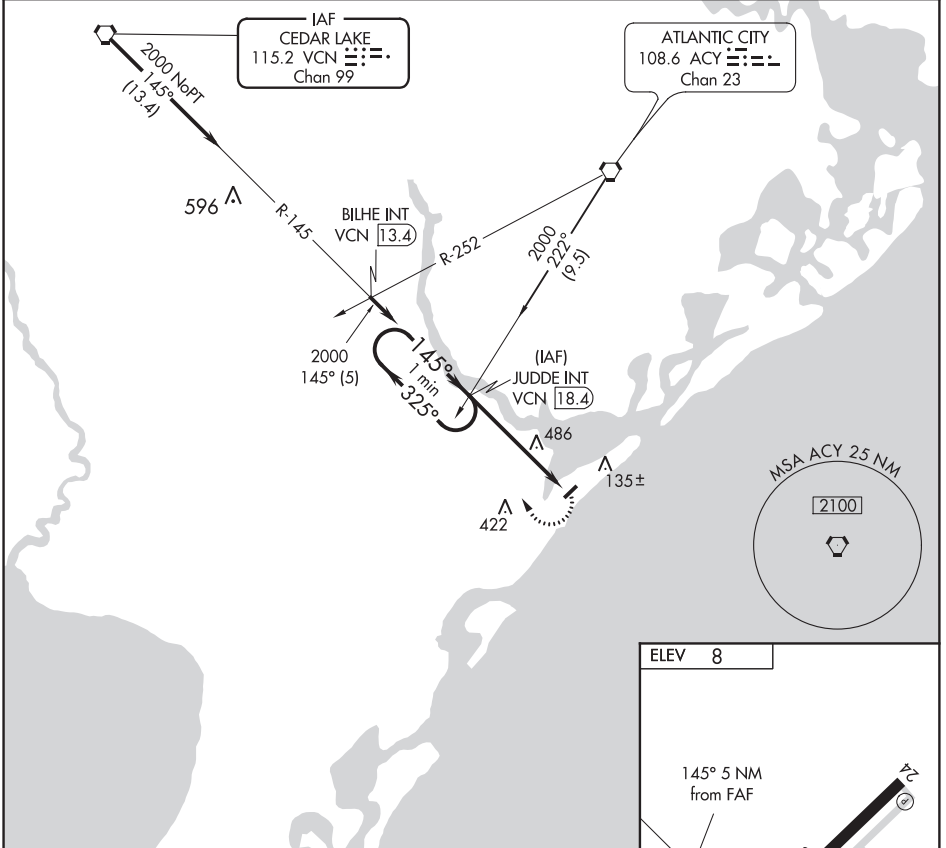 IAF
CEDAR LAKE
115.2 VCN
Chan 99
ATLANTIC CITY
108.6 ACY
Chan 23
2000 NoPT
145°
(13.4)
596
R-145
BILHE INT
VCN 13.4
R-252
2000
222°
(9.5)
2000
145° (5)
145°
1 min
325°
(IAF)
JUDDE INT
VCN 18.4
486
135±
422
MSA ACY 25 NM
2100
ELEV 8
145° 5 NM
from FAF
24
P